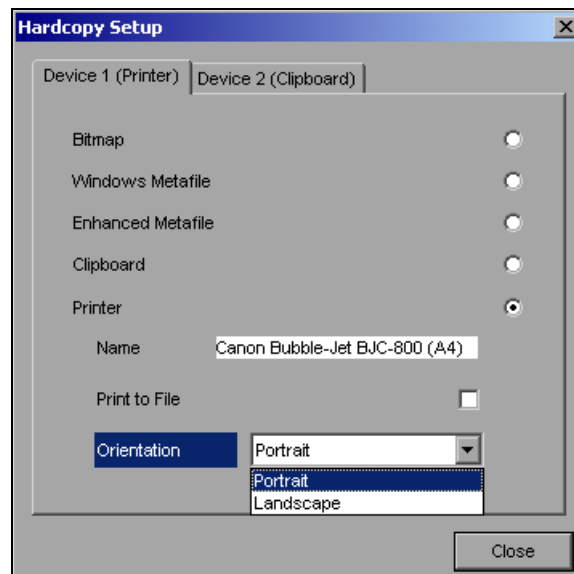 Hardcopy Setup
Device 1 (Printer) Device 2 (Clipboard)
Bitmap
Windows Metafile
Enhanced Metafile
Clipboard
Printer
Name Canon Bubble-Jet BJC-800 (A4)
Print to File
Orientation Portrait
Portrait
Landscape
Close